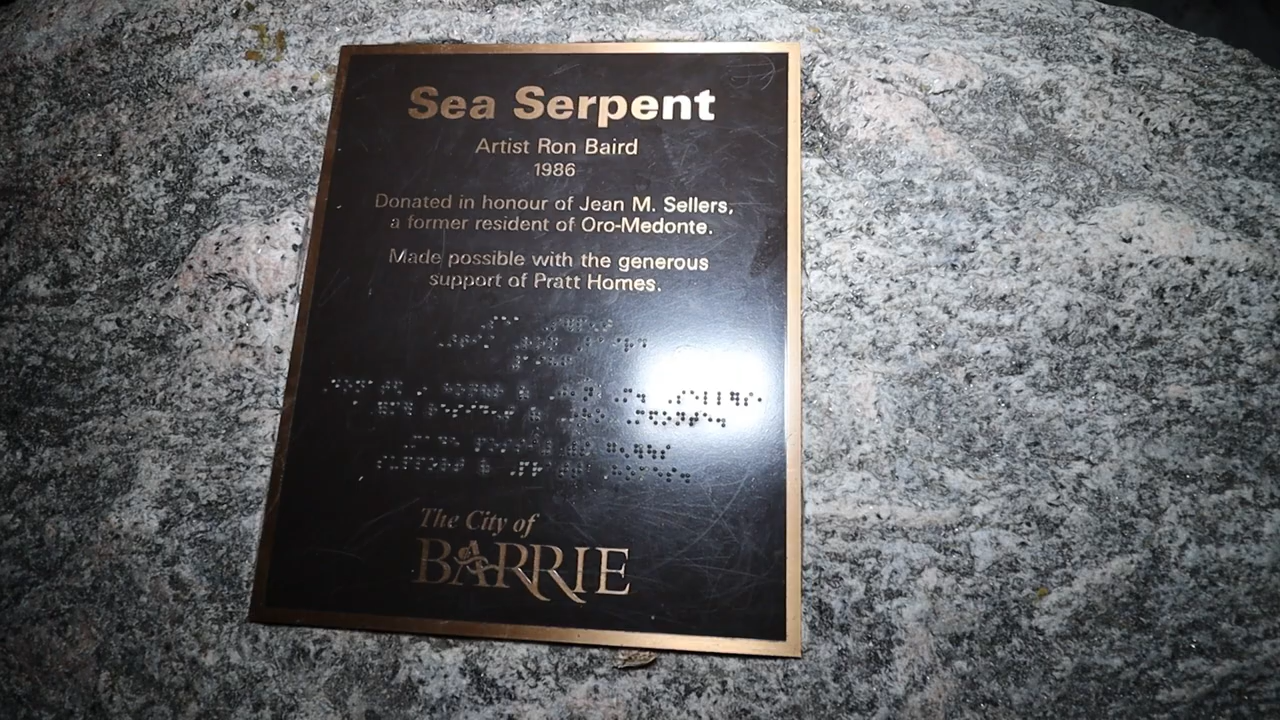 Sea Serpent
Artist Ron Baird
1986
Donated in honour of Jean M. Sellers,
a former resident of Oro-Medonte.
Made possible with the generous
support of Pratt Homes.
The City of
BARRIE